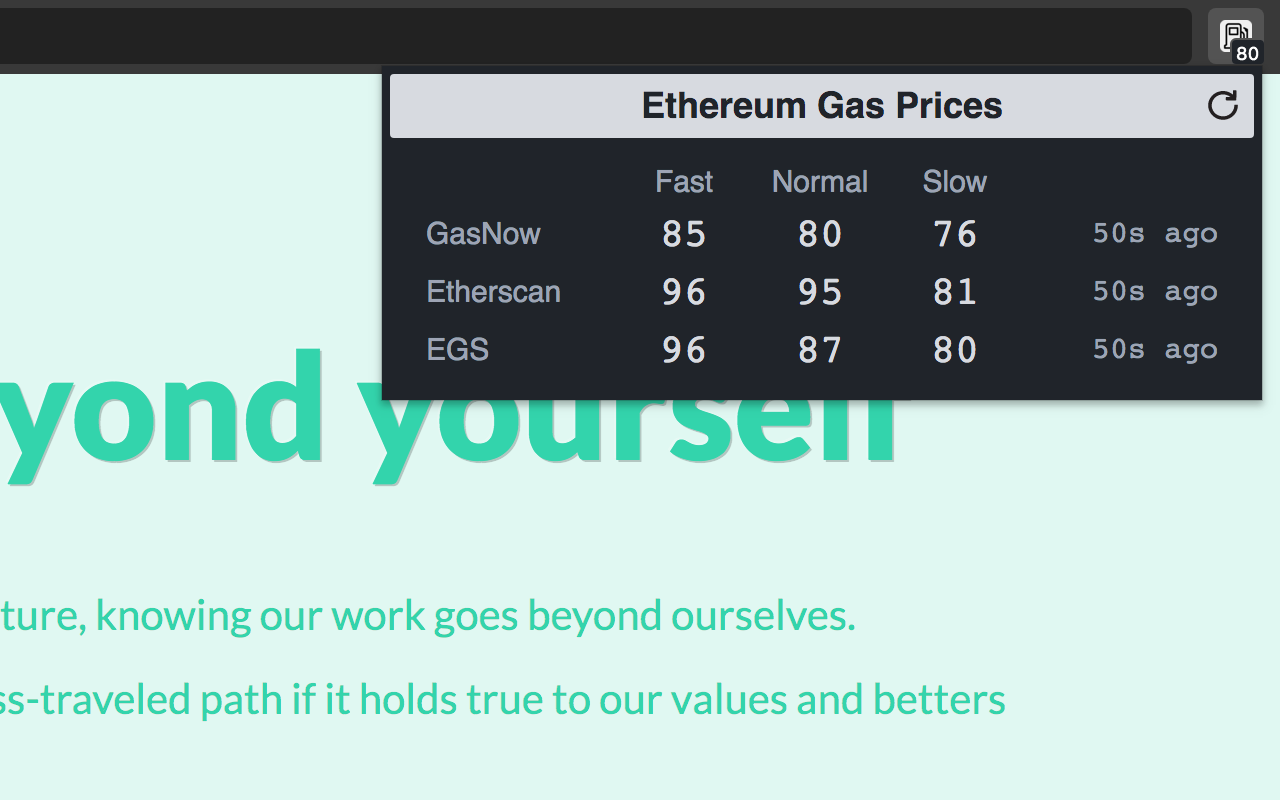 80
Ethereum Gas Prices
Fast Normal Slow
GasNow 85 80 76 50s ago
Etherscan 96 95 81 50s ago
EGS 96 87 80 50s ago
yond yourself
ture, knowing our work goes beyond ourselves.
ss-traveled path if it holds true to our values and betters